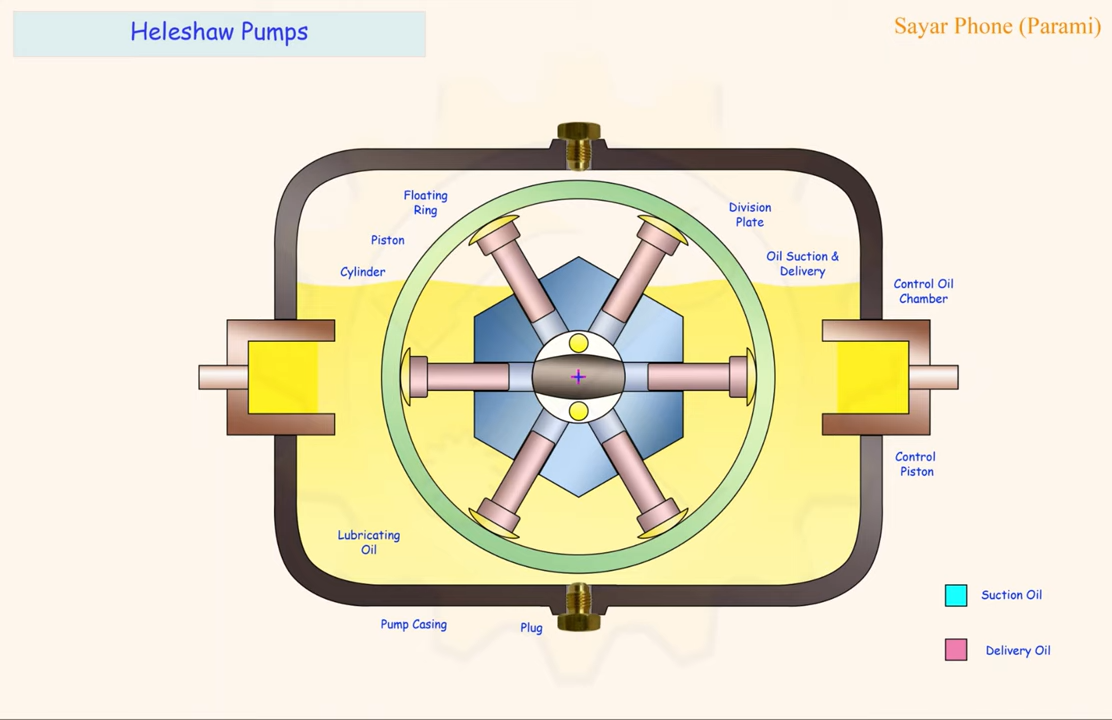 Heleshaw Pumps
Sayar Phone (Parami)
Floating
Ring
Division
Plate
Piston
Oil Suction &
Delivery
Cylinder
Control Oil
Chamber
Control
Piston
Lubricating
Oil
Suction Oil
Pump Casing
Plug
Delivery Oil